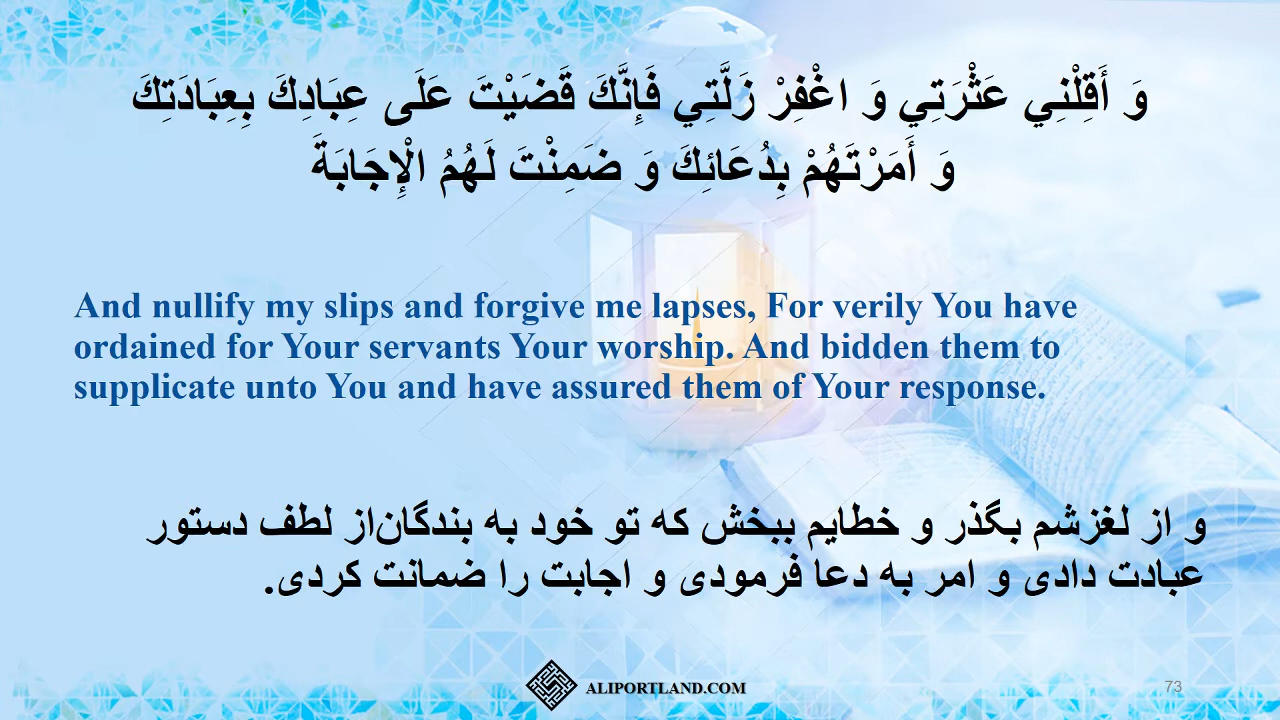 وَ أَقِلْنِي عَثْرَتِي وَ اغْفِرْ زَلَّتِي فَإِنَّكَ قَضَيْتَ عَلَى عِبَادِكَ بِعِبَادَتِكَ
وَ أَمَرْتَهُمْ بِدُعَائِكَ وَ ضَمِنْتَ لَهُمُ الْإِجَابَةَ
And nullify my slips and forgive me lapses, For verily You have
ordained for Your servants Your worship. And bidden them to
supplicate unto You and have assured them of Your response.
و از لغزشم بگذر و خطایم ببخش که تو خود به بندگان‌از لطف دستور
عبادت دادی و امر به دعا فرمودی و اجابت را ضمانت کردی.
ALIPORTLAND.COM
73